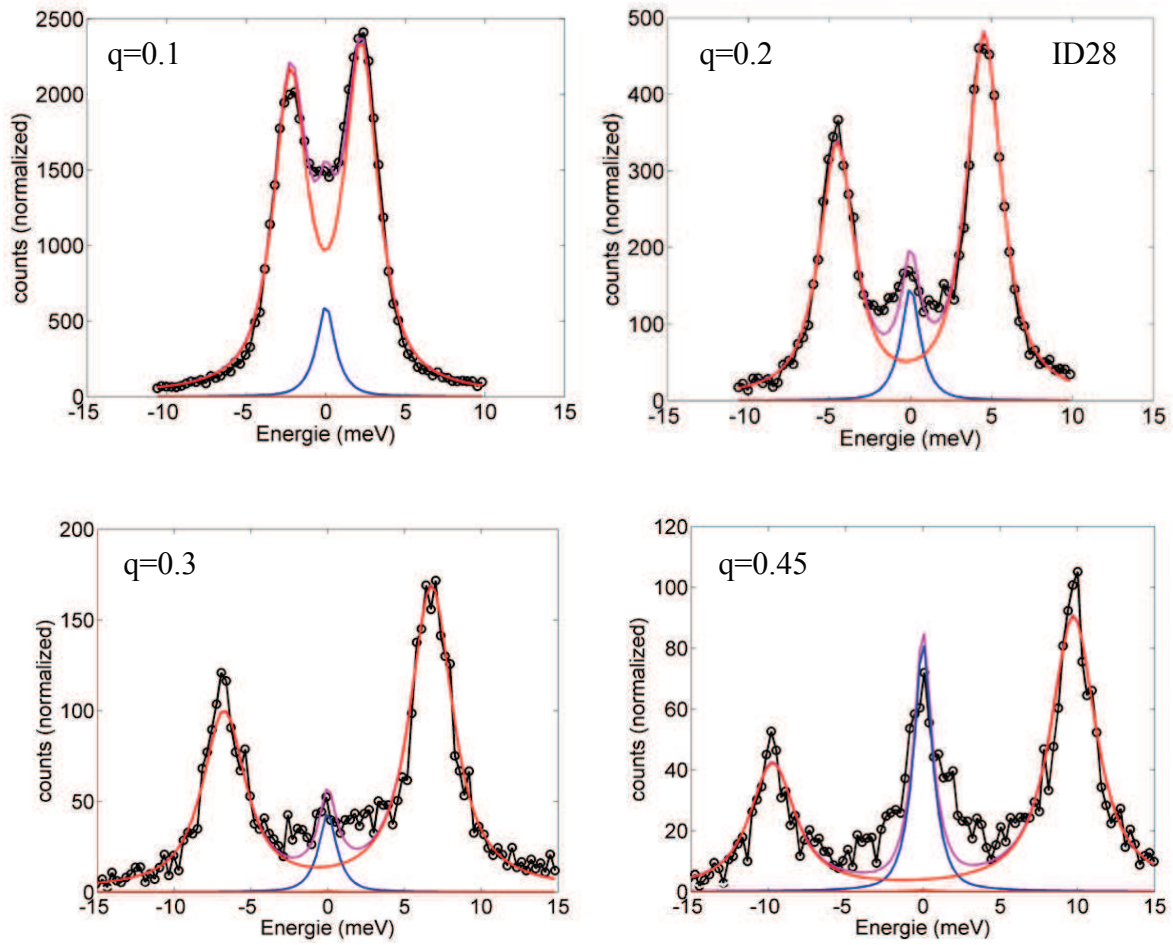 2500
2000
1500
1000
500
0
q=0.1
counts (normalized)
-15 -10 -5 0 5 10 15
Energie (meV)
500
400
300
200
100
0
q=0.2
ID28
counts (normalized)
-15 -10 -5 0 5 10 15
Energie (meV)
200
150
100
50
0
q=0.3
counts (normalized)
-15 -10 -5 0 5 10 15
Energie (meV)
120
100
80
60
40
20
0
q=0.45
counts (normalized)
-15 -10 -5 0 5 10 15
Energie (meV)